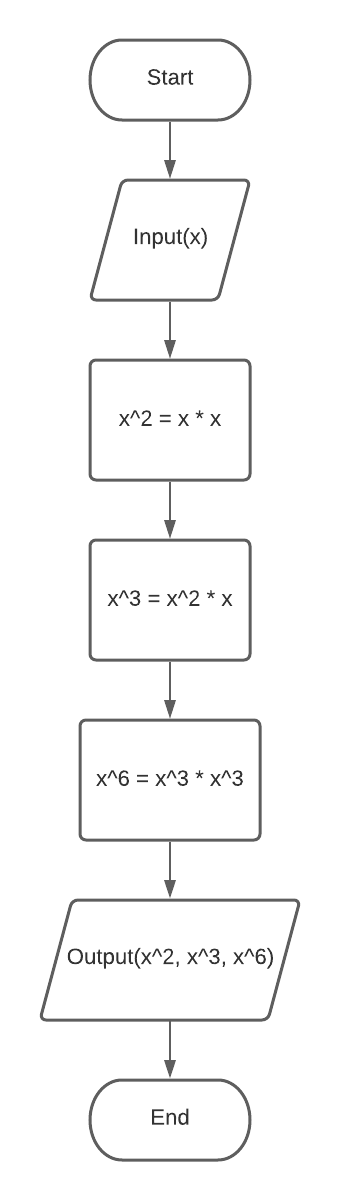 Start
Input(x)
x^2 = x * x
x^3 = x^2 * x
x^6 = x^3 * x^3
Output(x^2, x^3, x^6)
End